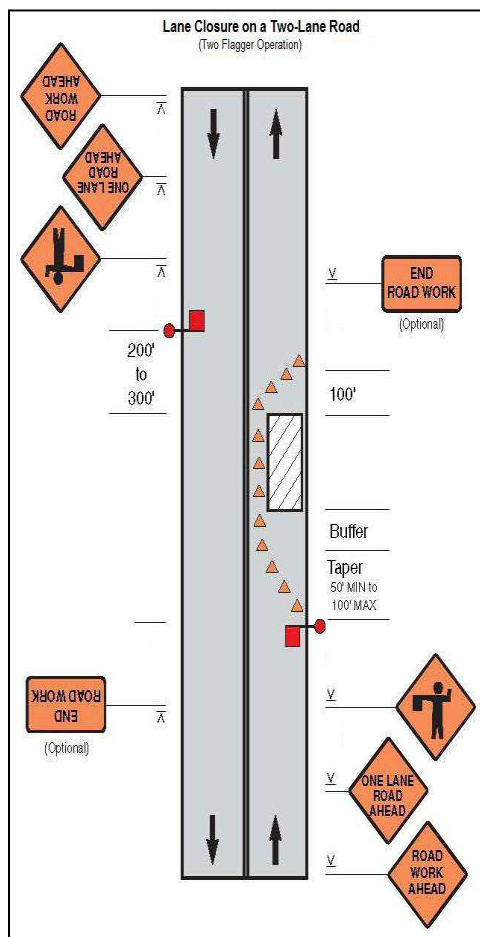 Lane Closure on a Two-Lane Road
(Two Flagger Operation)
ROAD
WORK
AHEAD
ONE LANE
ROAD
AHEAD
END
ROAD WORK
(Optional)
200'
to
300'
100'
Buffer
Taper
50' MIN to
100' MAX
END
ROAD WORK
(Optional)
ONE LANE
ROAD
AHEAD
ROAD
WORK
AHEAD